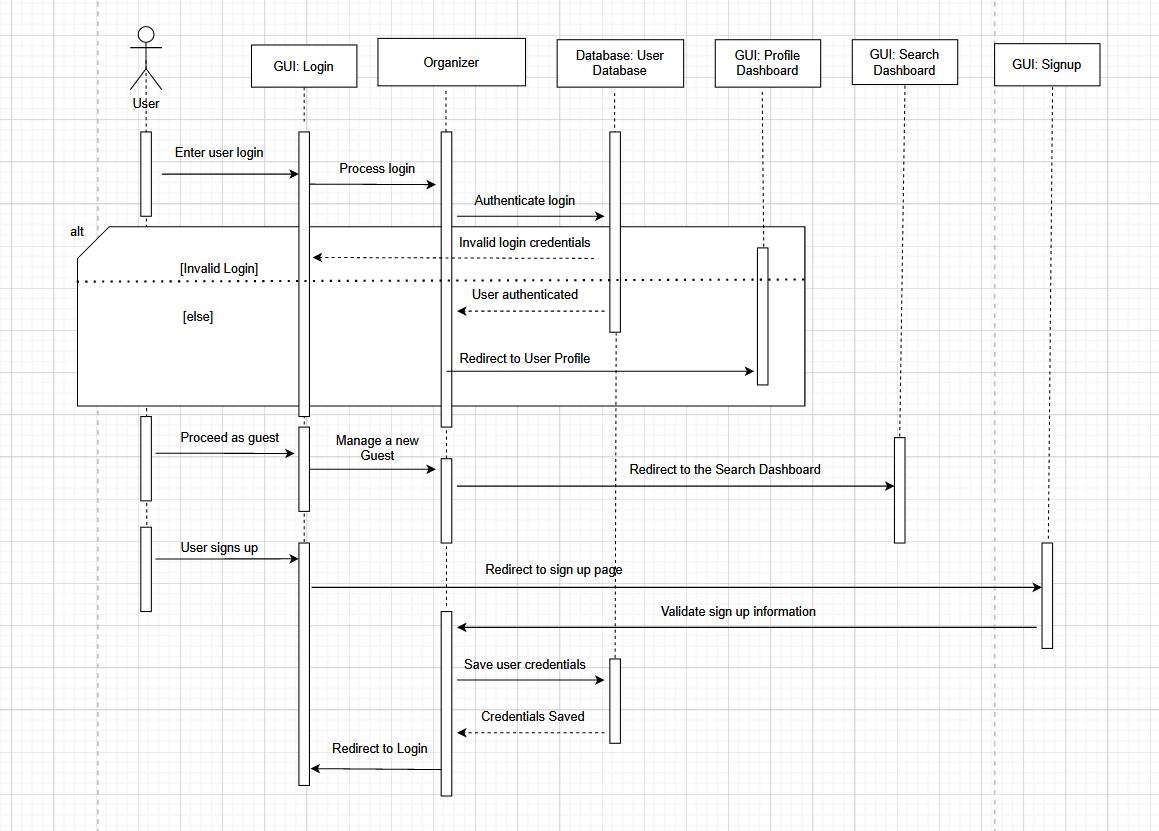 GUI: Login
Organizer
Database: User
Database
GUI: Profile
Dashboard
GUI: Search
Dashboard
GUI: Signup
User
Enter user login
Process login
Authenticate login
alt
Invalid login credentials
[Invalid Login]
User authenticated
[else]
Redirect to User Profile
Proceed as guest
Manage a new
Guest
Redirect to the Search Dashboard
User signs up
Redirect to sign up page
Validate sign up information
Save user credentials
Credentials Saved
Redirect to Login